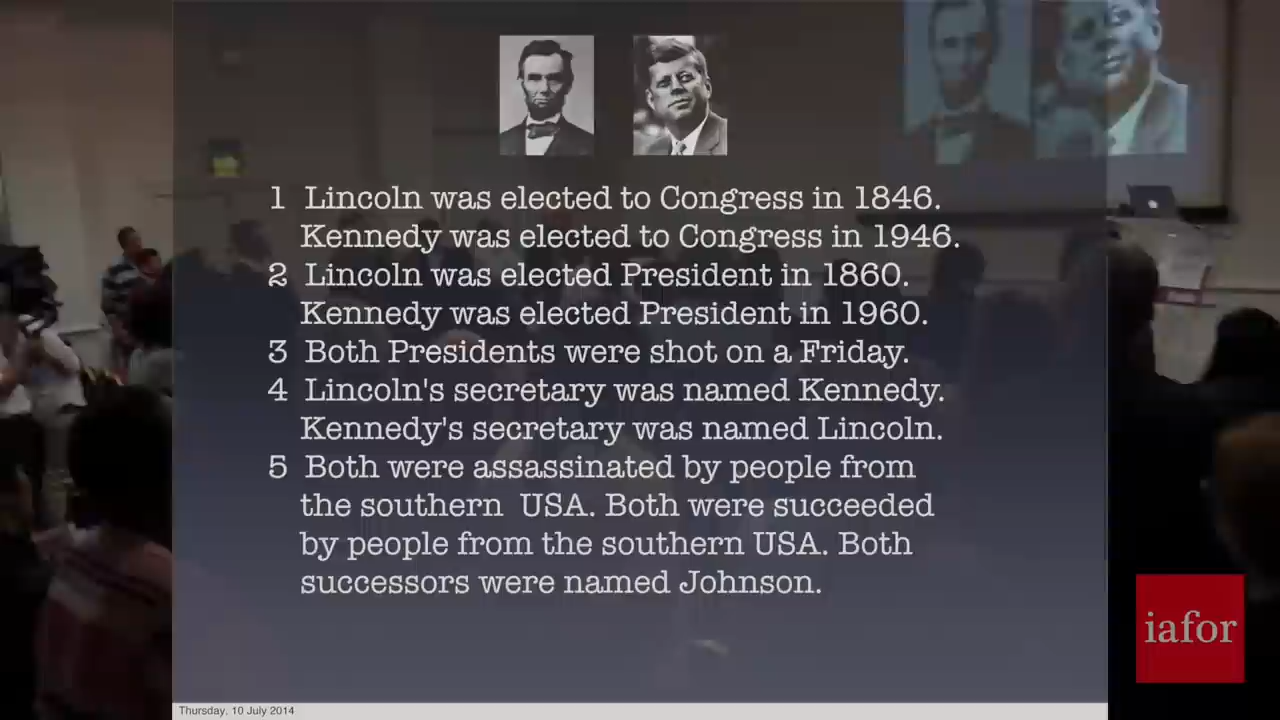 1 Lincoln was elected to Congress in 1846.
Kennedy was elected to Congress in 1946.
2 Lincoln was elected President in 1860.
Kennedy was elected President in 1960.
3 Both Presidents were shot on a Friday.
4 Lincoln's secretary was named Kennedy.
Kennedy's secretary was named Lincoln.
5 Both were assassinated by people from
the southern USA. Both were succeeded
by people from the southern USA. Both
successors were named Johnson.
iafor
Thursday, 10 July 2014